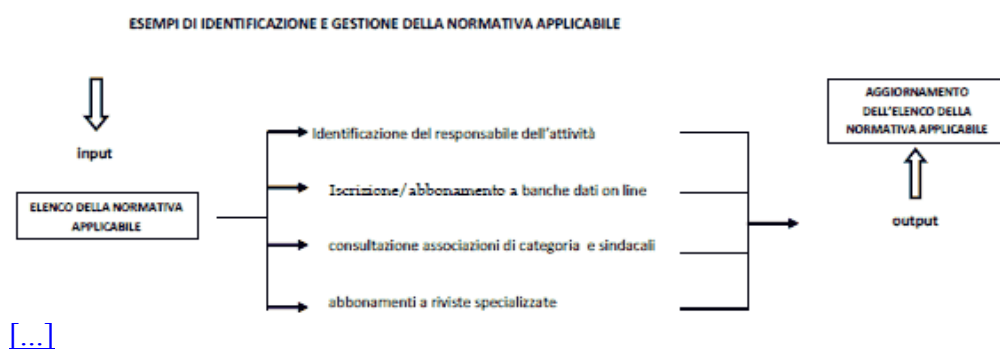 ESEMPI DI IDENTIFICAZIONE E GESTIONE DELLA NORMATIVA APPLICABILE
input
ELENCO DELLA NORMATIVA
APPLICABILE
Identificazione del responsabile dell'attività
Iscrizione/abbonamento a banche dati on line
consultazione associazioni di categoria e sindacali
abbonamenti a riviste specializzate
AGGIORNAMENTO
DELL'ELENCO DELLA
NORMATIVA APPLICABILE
output
[...]